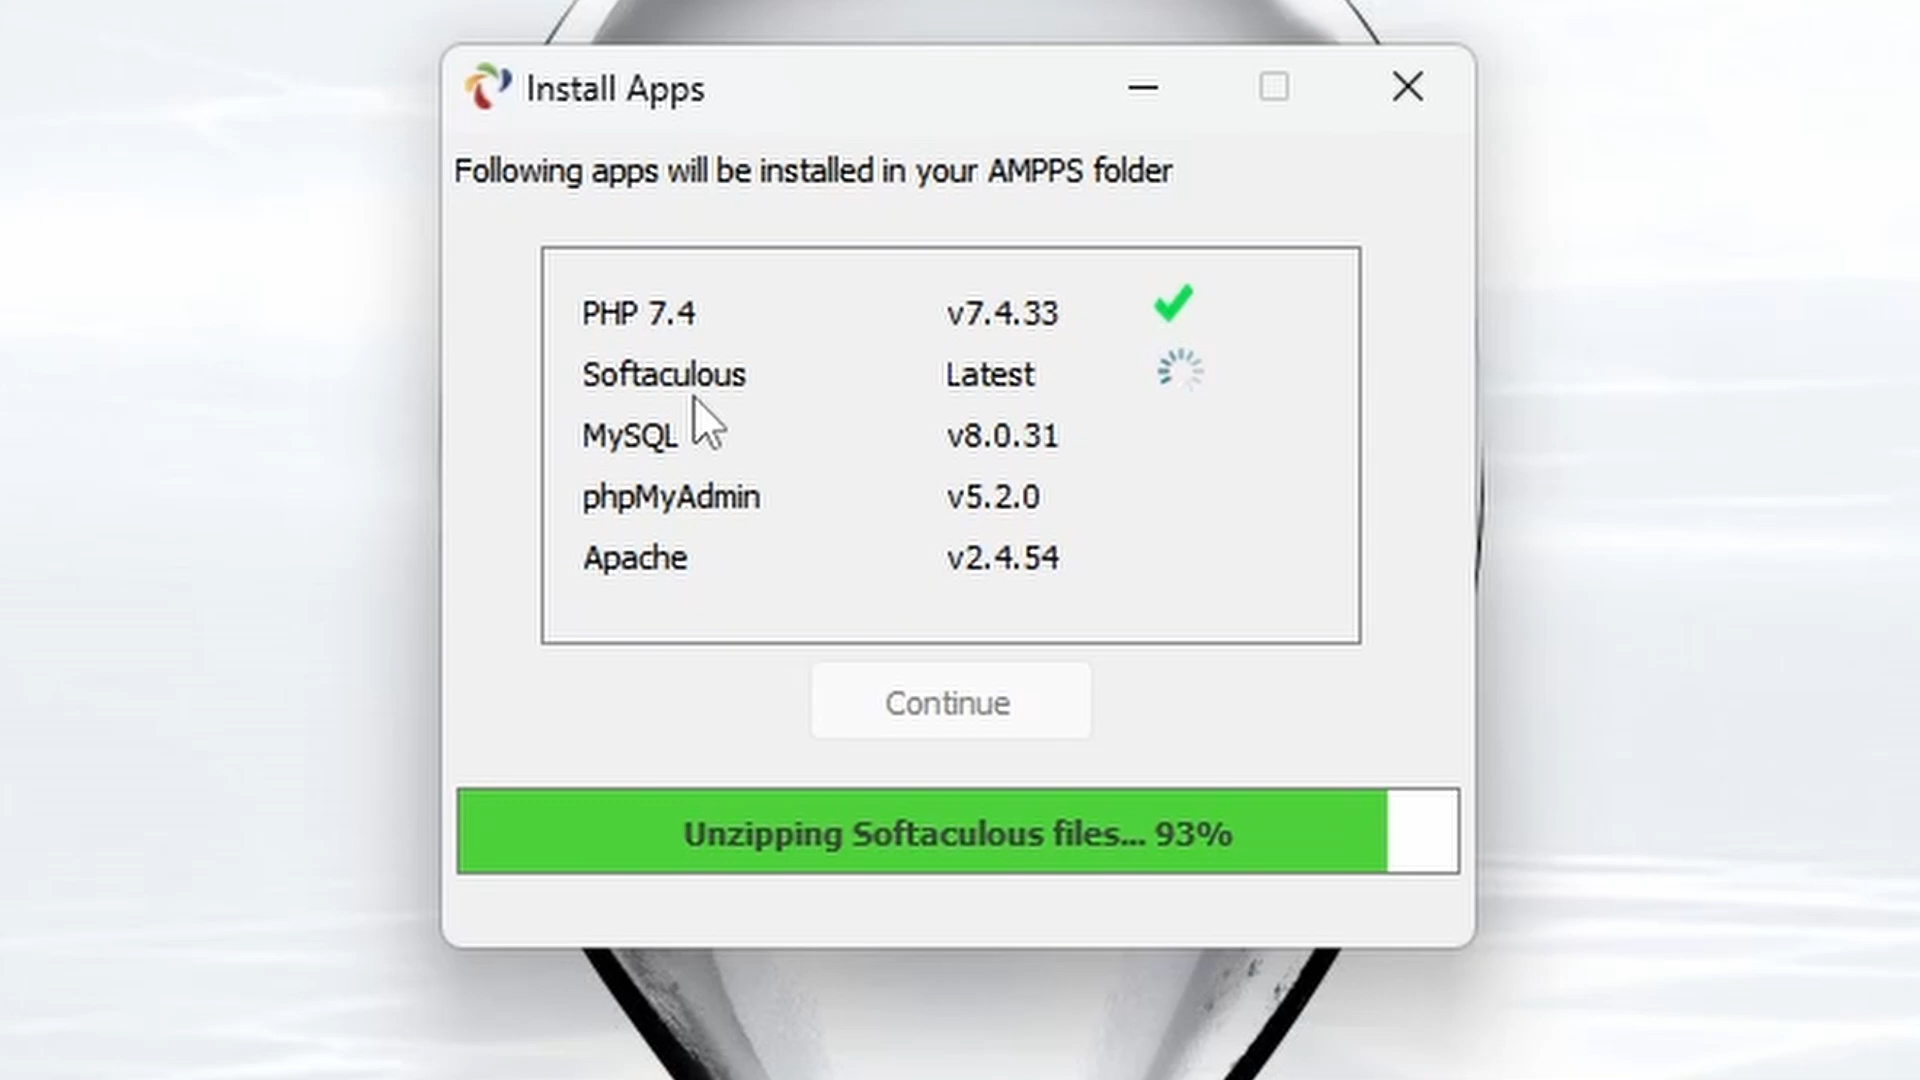 Install Apps
Following apps will be installed in your AMPPS folder
PHP 7.4 v7.4.33
Softaculous Latest
MySQL v8.0.31
phpMyAdmin v5.2.0
Apache v2.4.54
Continue
Unzipping Softaculous files... 93%